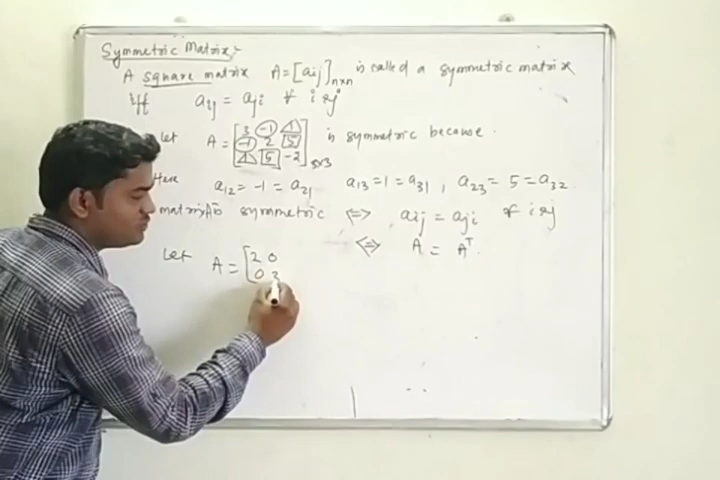 Symmetric Matrix:-
A square matrix A = [aij]n×n is called a symmetric matrix
iff aij = aji ∀ i & j
Let A = [3 -1 1
-1 2 5
1 5 -2]3×3 is symmetric because
Here a12 = -1 = a21 a13 = 1 = a31 , a23 = 5 = a32
matrix A is symmetric <=> aij = aji ∀ i & j
<=> A = A^T.
Let A = [2 0
0 2